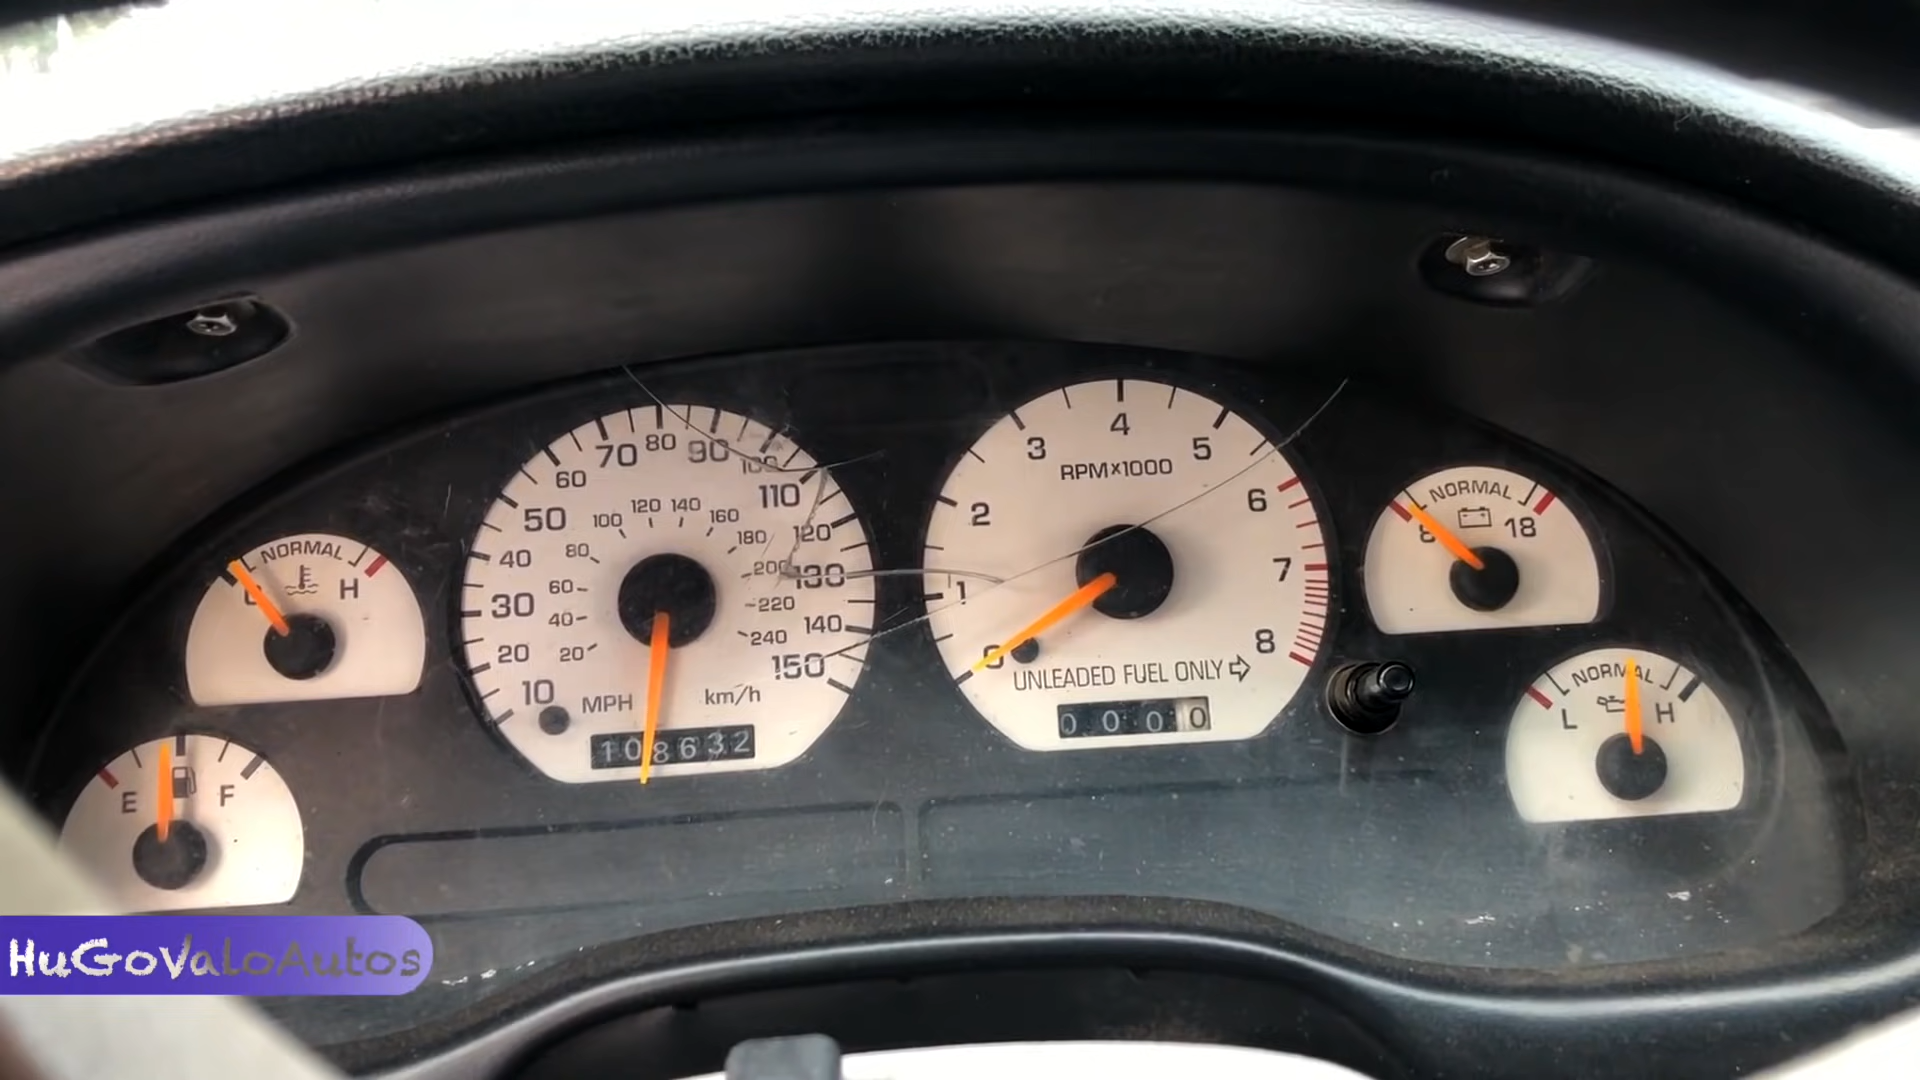 NORMAL
C H
E F
10 20 30 40 50 60 70 80 90 100 110 120 130 140 150
20 40 60 80 100 120 140 160 180 200 220 240
MPH km/h
108632
0 1 2 3 4 5 6 7 8
RPM×1000
UNLEADED FUEL ONLY
0000
NORMAL
8 18
NORMAL
L H
HuGoValoAutos